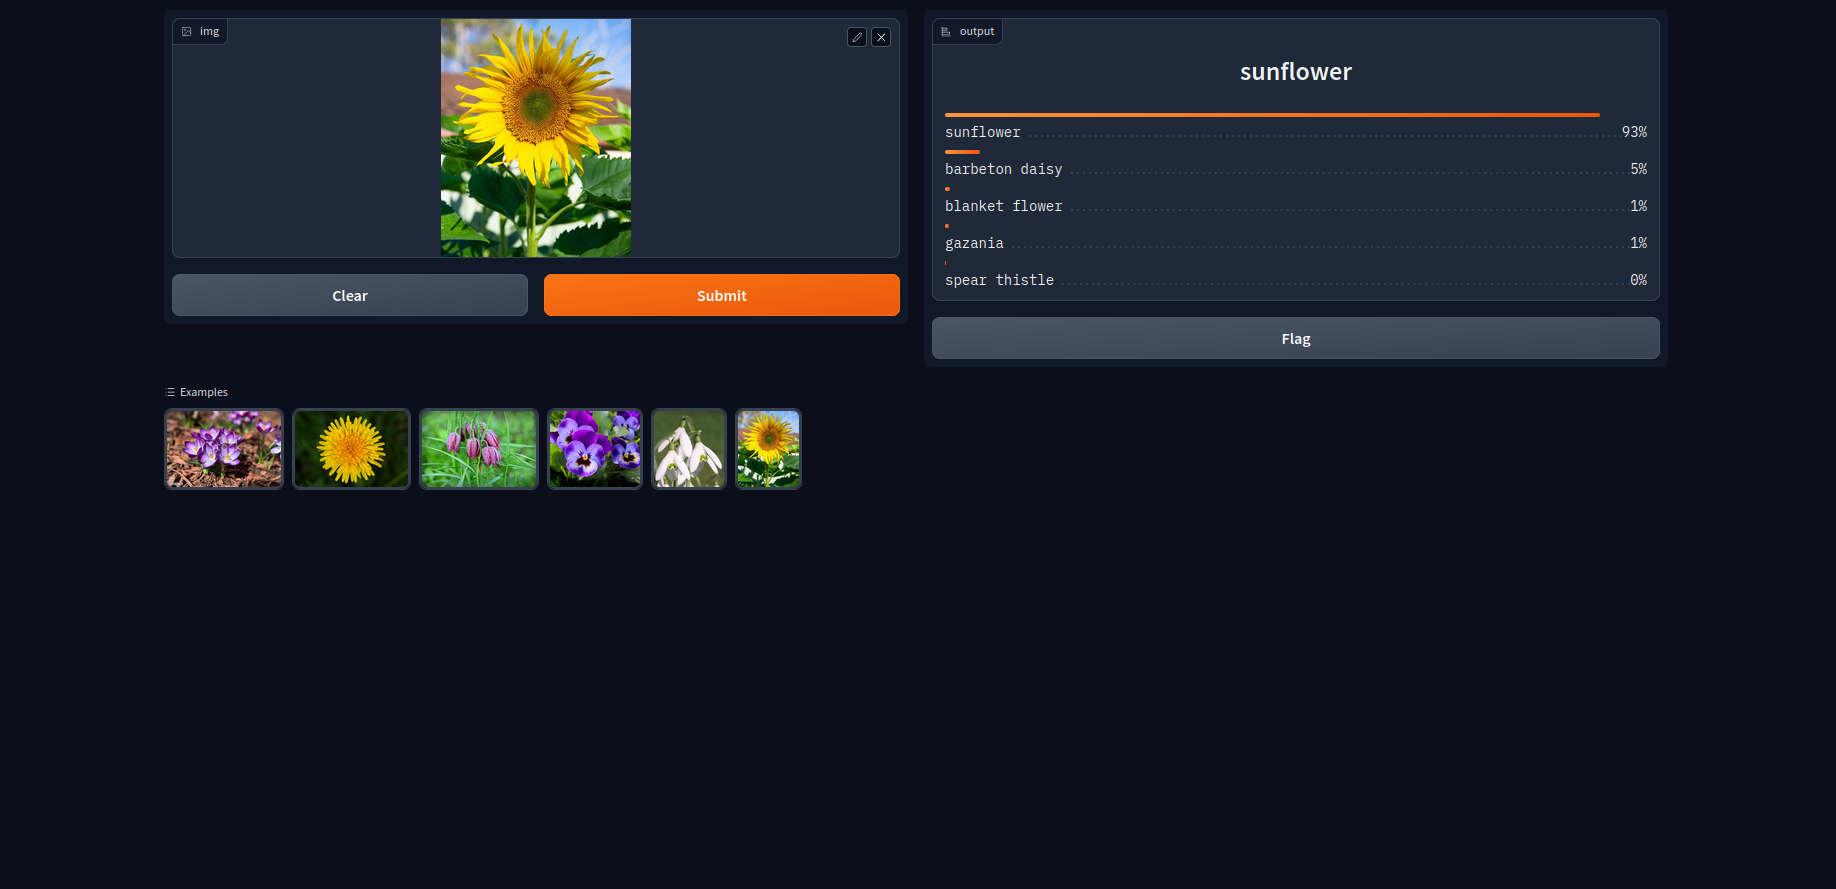 img
Clear
Submit
output
sunflower
sunflower 93%
barbeton daisy 5%
blanket flower 1%
gazania 1%
spear thistle 0%
Flag
Examples